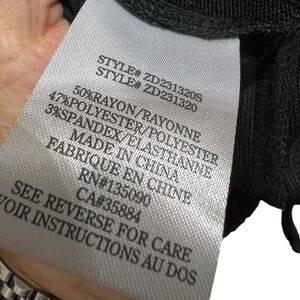 STYLE# ZD231320S
STYLE# ZD231320
50%RAYON/RAYONNE
47%POLYESTER/POLYESTER
3%SPANDEX/ELASTHANNE
MADE IN CHINA
FABRIQUE EN CHINE
RN#135090
CA#35884
SEE REVERSE FOR CARE
VOIR INSTRUCTIONS AU DOS